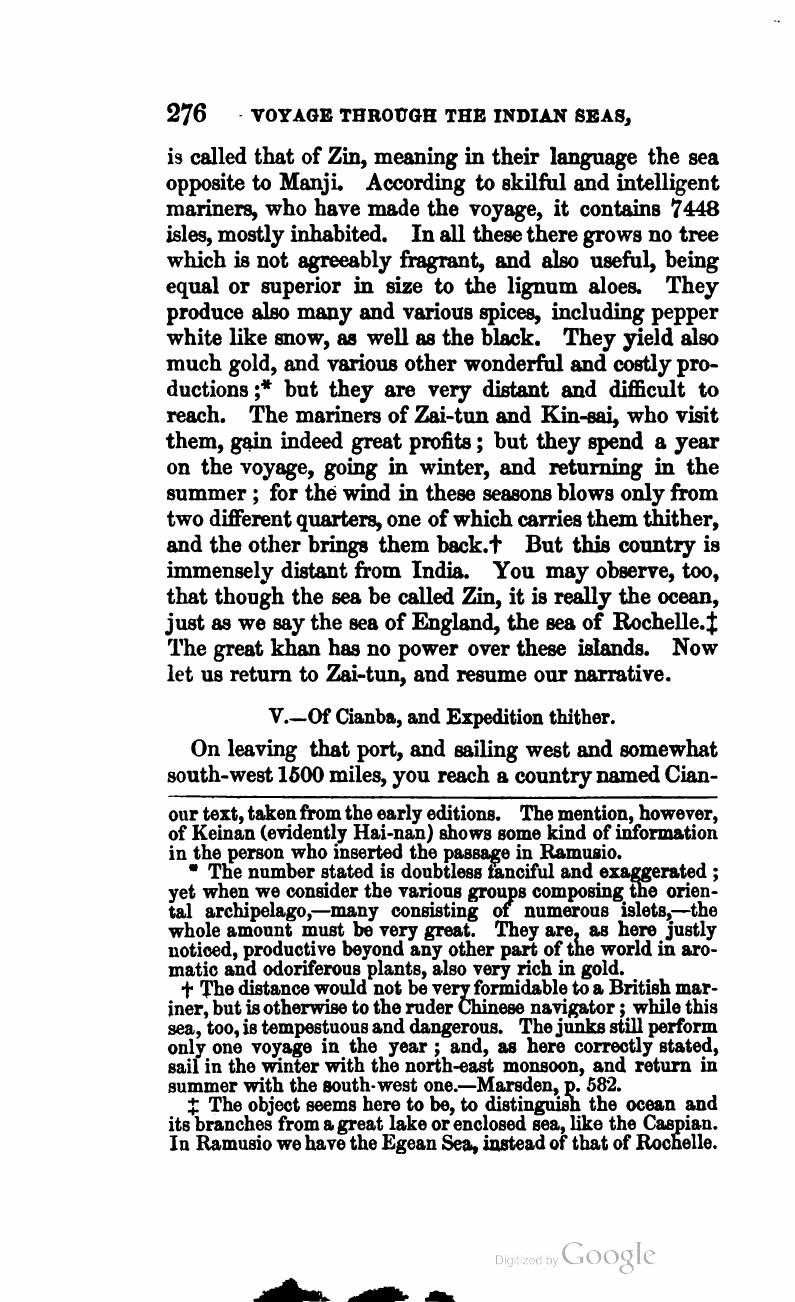 276 · VOYAGE THROUGH THE INDIAN SEAS,
is called that of Zin, meaning in their language the sea
opposite to Manji. According to skilful and intelligent
mariners, who have made the voyage, it contains 7448
isles, mostly inhabited. In all these there grows no tree
which is not agreeably fragrant, and also useful, being
equal or superior in size to the lignum aloes. They
produce also many and various spices, including pepper
white like snow, as well as the black. They yield also
much gold, and various other wonderful and costly pro-
ductions ;* but they are very distant and difficult to
reach. The mariners of Zai-tun and Kin-sai, who visit
them, gain indeed great profits ; but they spend a year
on the voyage, going in winter, and returning in the
summer ; for the wind in these seasons blows only from
two different quarters, one of which carries them thither,
and the other brings them back.† But this country is
immensely distant from India. You may observe, too,
that though the sea be called Zin, it is really the ocean,
just as we say the sea of England, the sea of Rochelle.‡
The great khan has no power over these islands. Now
let us return to Zai-tun, and resume our narrative.
V.—Of Cianba, and Expedition thither.
On leaving that port, and sailing west and somewhat
south-west 1500 miles, you reach a country named Cian-
our text, taken from the early editions. The mention, however,
of Keinan (evidently Hai-nan) shows some kind of information
in the person who inserted the passage in Ramusio.
* The number stated is doubtless fanciful and exaggerated ;
yet when we consider the various groups composing the orien-
tal archipelago,—many consisting of numerous islets,—the
whole amount must be very great. They are, as here justly
noticed, productive beyond any other part of the world in aro-
matic and odoriferous plants, also very rich in gold.
† The distance would not be very formidable to a British mar-
iner, but is otherwise to the ruder Chinese navigator ; while this
sea, too, is tempestuous and dangerous. The junks still perform
only one voyage in the year ; and, as here correctly stated,
sail in the winter with the north-east monsoon, and return in
summer with the south-west one.—Marsden, p. 582.
‡ The object seems here to be, to distinguish the ocean and
its branches from a great lake or enclosed sea, like the Caspian.
In Ramusio we have the Egean Sea, instead of that of Rochelle.
Digitized by Google